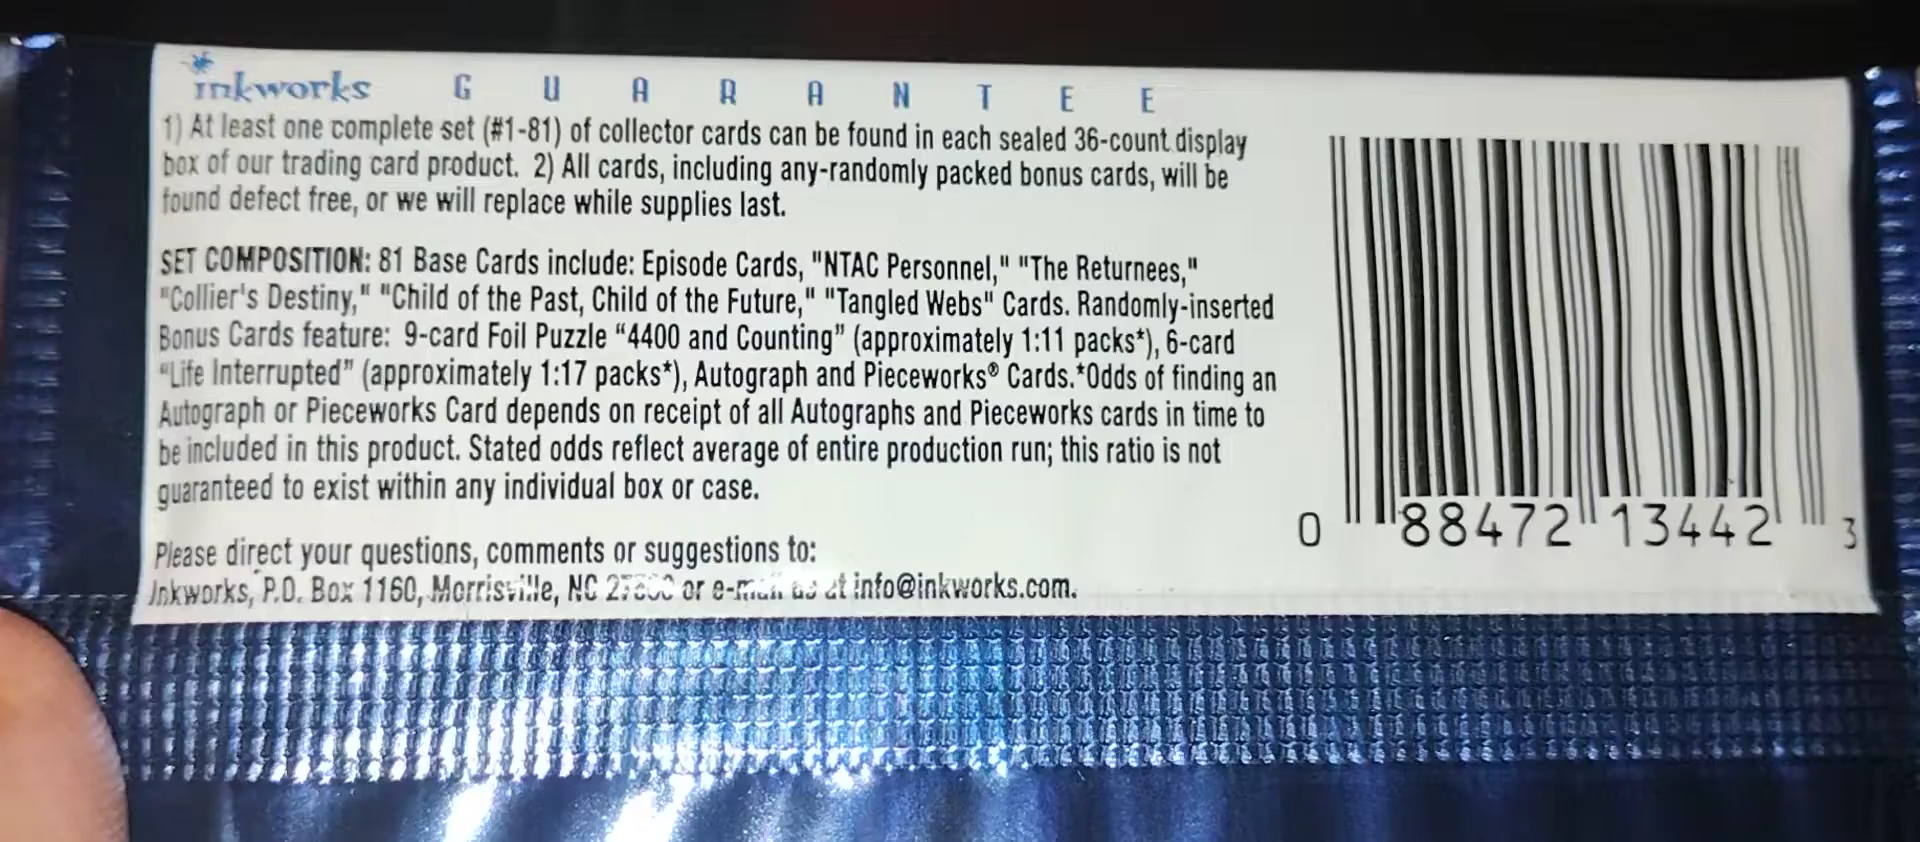 inkworks GUARANTEE
1) At least one complete set (#1-81) of collector cards can be found in each sealed 36-count display
box of our trading card product. 2) All cards, including any-randomly packed bonus cards, will be
found defect free, or we will replace while supplies last.
SET COMPOSITION: 81 Base Cards include: Episode Cards, "NTAC Personnel," "The Returnees,"
"Collier's Destiny," "Child of the Past, Child of the Future," "Tangled Webs" Cards. Randomly-inserted
Bonus Cards feature: 9-card Foil Puzzle “4400 and Counting” (approximately 1:11 packs*), 6-card
“Life Interrupted” (approximately 1:17 packs*), Autograph and Pieceworks® Cards.*Odds of finding an
Autograph or Pieceworks Card depends on receipt of all Autographs and Pieceworks cards in time to
be included in this product. Stated odds reflect average of entire production run; this ratio is not
guaranteed to exist within any individual box or case.
Please direct your questions, comments or suggestions to:
Inkworks, P.O. Box 1160, Morrisville, NC or e-mail us at info@inkworks.com.
0 88472 13442 3